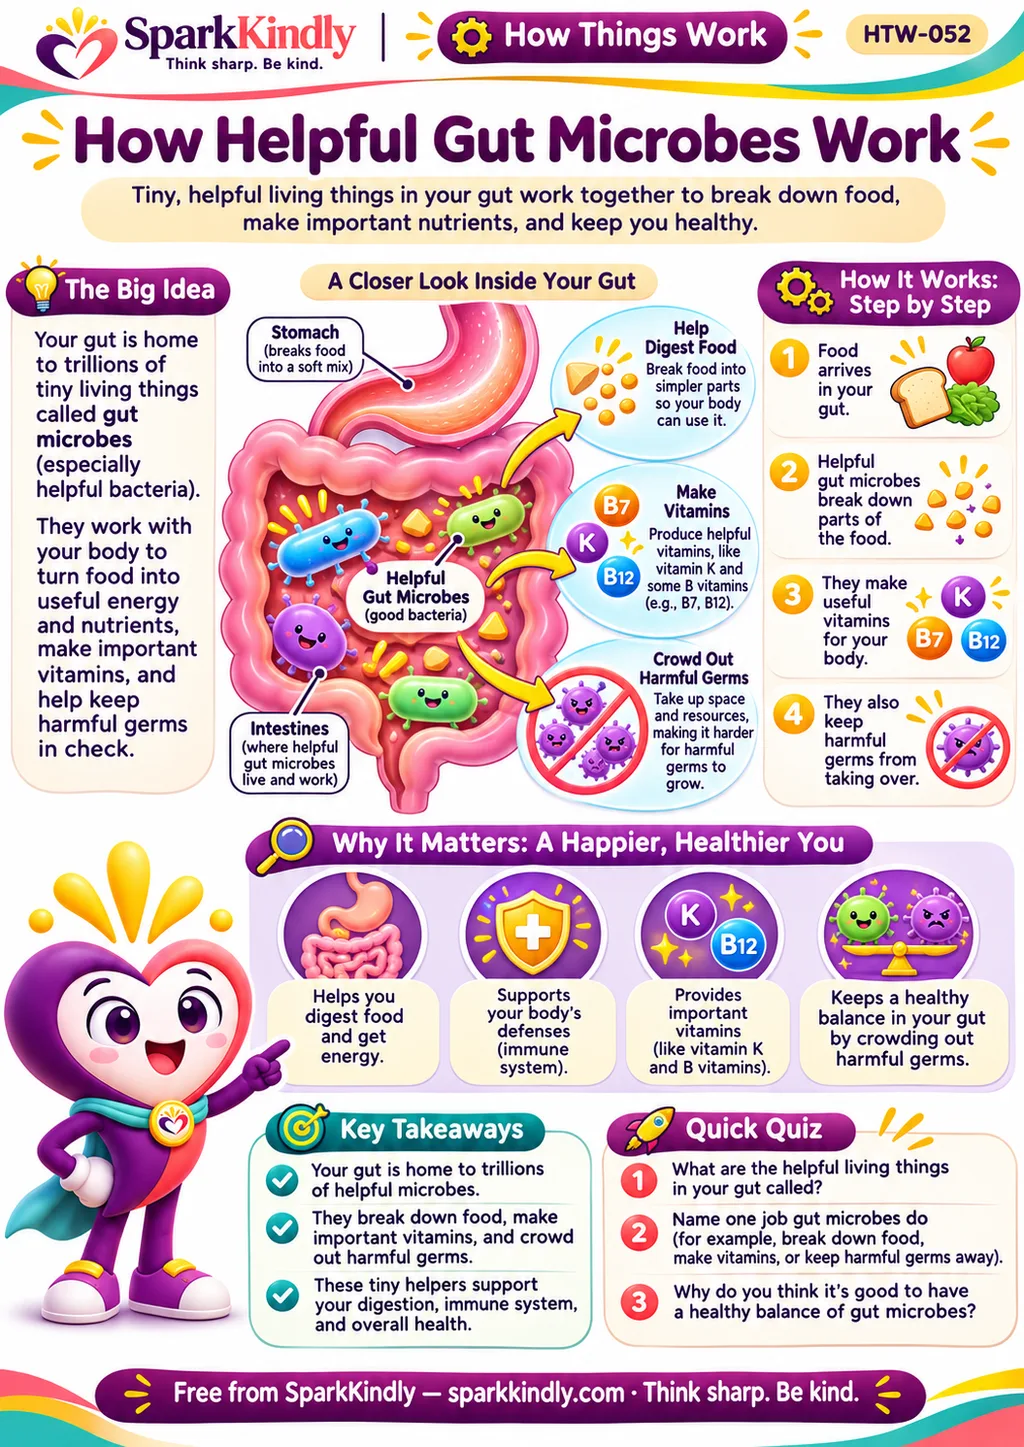 SparkKindly
Think sharp. Be kind.
How Things Work
HTW-052
How Helpful Gut Microbes Work
Tiny, helpful living things in your gut work together to break down food,
make important nutrients, and keep you healthy.
The Big Idea
Your gut is home
to trillions of
tiny living things
called gut
microbes
(especially
helpful bacteria).
They work with
your body to
turn food into
useful energy
and nutrients,
make important
vitamins, and
help keep
harmful germs
in check.
A Closer Look Inside Your Gut
Stomach
(breaks food
into a soft mix)
Helpful
Gut Microbes
(good bacteria)
Intestines
(where helpful
gut microbes
live and work)
Help
Digest Food
Break food into
simpler parts
so your body
can use it.
B7
K
B12
Make
Vitamins
Produce helpful
vitamins, like
vitamin K and
some B vitamins
(e.g., B7, B12).
Crowd Out
Harmful Germs
Take up space
and resources,
making it harder
for harmful
germs to
grow.
How It Works:
Step by Step
1
Food
arrives
in your
gut.
2
Helpful
gut microbes
break down
parts of
the food.
3
They make
useful
vitamins
for your
body.
K
B7
B12
4
They also
keep
harmful
germs from
taking over.
Why It Matters: A Happier, Healthier You
Helps you
digest food
and get
energy.
Supports
your body's
defenses
(immune
system).
K
B12
Provides
important
vitamins
(like vitamin K
and B vitamins).
Keeps a healthy
balance in your gut
by crowding out
harmful germs.
Key Takeaways
Your gut is home to trillions
of helpful microbes.
They break down food, make
important vitamins, and crowd
out harmful germs.
These tiny helpers support
your digestion, immune system,
and overall health.
Quick Quiz
1
What are the helpful living things
in your gut called?
2
Name one job gut microbes do
(for example, break down food,
make vitamins, or keep harmful germs away).
3
Why do you think it's good to have
a healthy balance of gut microbes?
Free from SparkKindly — sparkkindly.com · Think sharp. Be kind.